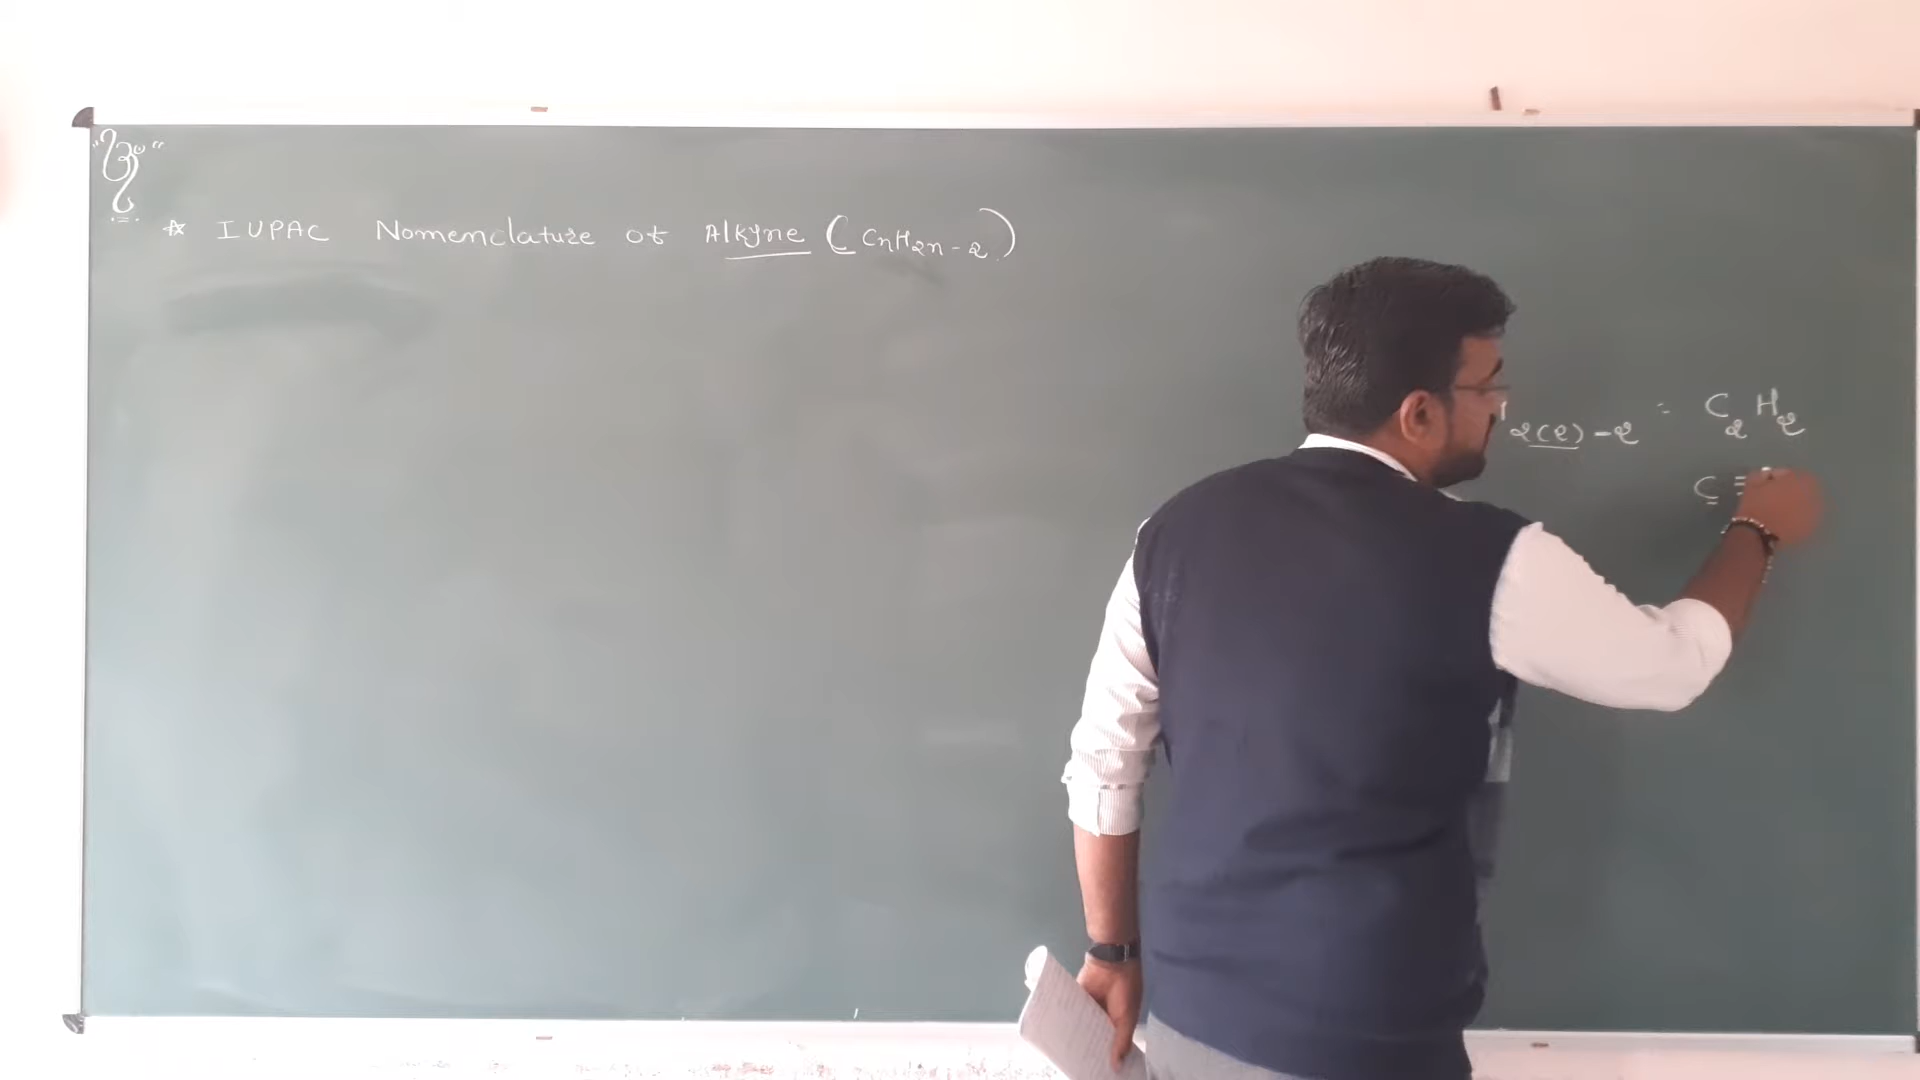 ☆ IUPAC Nomenclature of Alkyne (CnH2n-2)
2(2)-2 = C2H2
C ≡